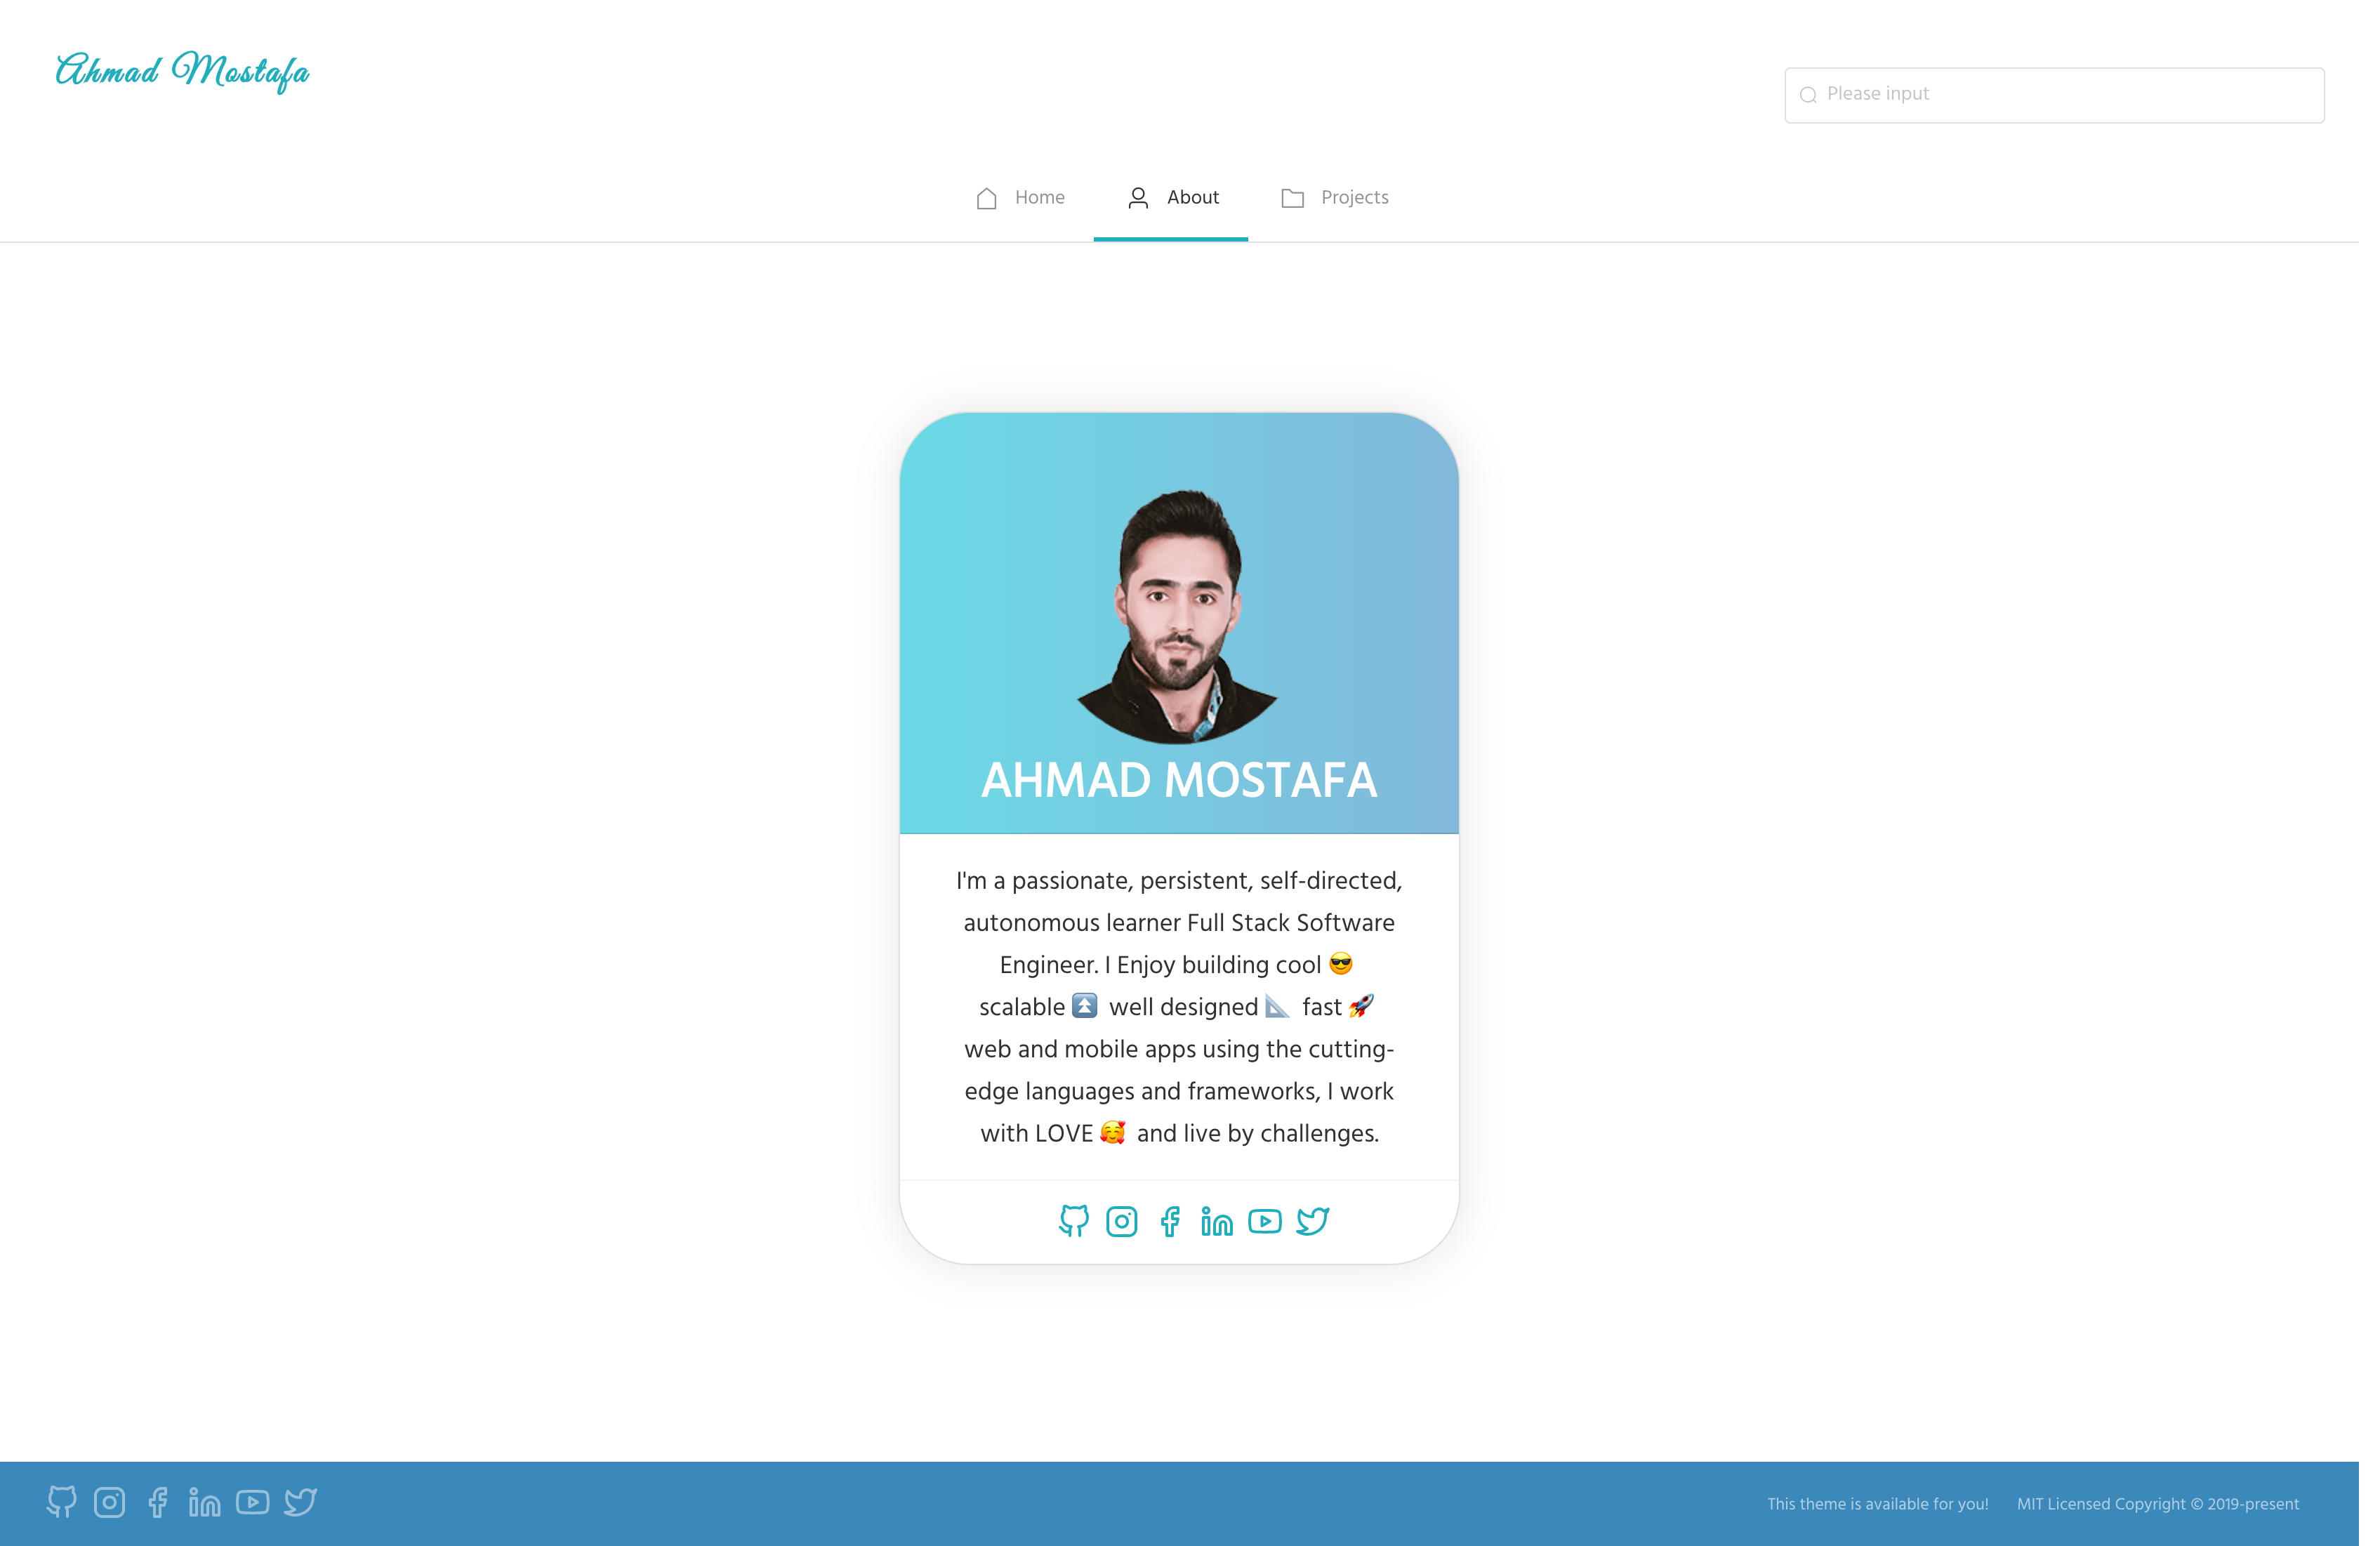 Ahmad Mostafa
Please input
Home About Projects
AHMAD MOSTAFA
I'm a passionate, persistent, self-directed,
autonomous learner Full Stack Software
Engineer. I Enjoy building cool 😎
scalable ⏫ well designed 📐 fast 🚀
web and mobile apps using the cutting-
edge languages and frameworks, I work
with LOVE 🥰 and live by challenges.
This theme is available for you! MIT Licensed Copyright © 2019-present